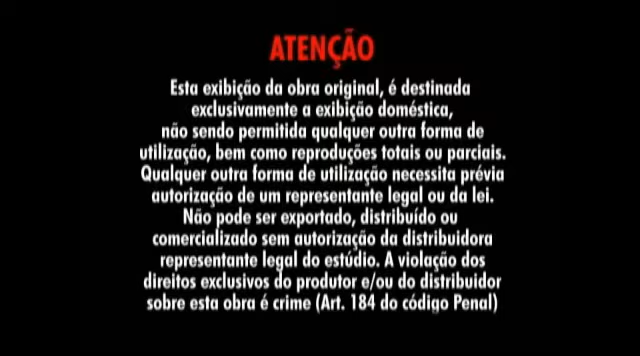 ATENÇÃO
Esta exibição da obra original, é destinada
exclusivamente a exibição doméstica,
não sendo permitida qualquer outra forma de
utilização, bem como reproduções totais ou parciais.
Qualquer outra forma de utilização necessita prévia
autorização de um representante legal ou da lei.
Não pode ser exportado, distribuído ou
comercializado sem autorização da distribuidora
representante legal do estúdio. A violação dos
direitos exclusivos do produtor e/ou do distribuidor
sobre esta obra é crime (Art. 184 do código Penal)